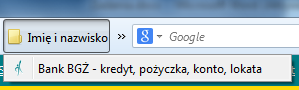 Imię i nazwisko » Google
Bank BGŻ - kredyt, pożyczka, konto, lokata